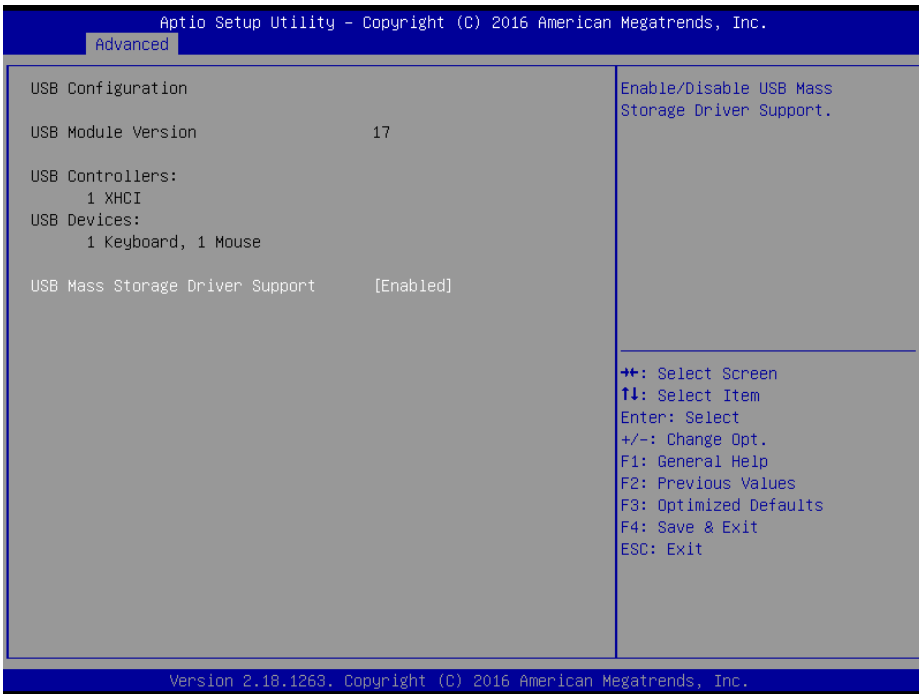 Aptio Setup Utility – Copyright (C) 2016 American Megatrends, Inc.
Advanced
USB Configuration
USB Module Version 17
USB Controllers:
1 XHCI
USB Devices:
1 Keyboard, 1 Mouse
USB Mass Storage Driver Support [Enabled]
Enable/Disable USB Mass
Storage Driver Support.
→←: Select Screen
↑↓: Select Item
Enter: Select
+/-: Change Opt.
F1: General Help
F2: Previous Values
F3: Optimized Defaults
F4: Save & Exit
ESC: Exit
Version 2.18.1263. Copyright (C) 2016 American Megatrends, Inc.